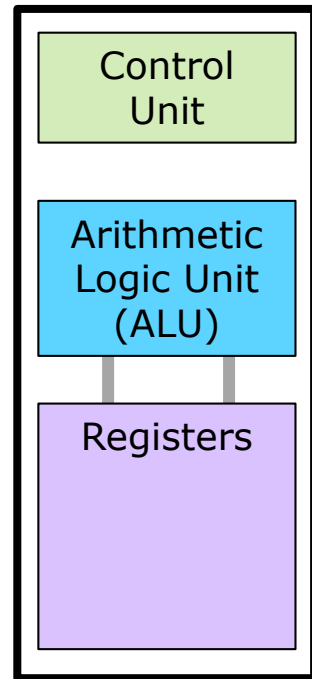 Control
Unit
Arithmetic
Logic Unit
(ALU)
Registers